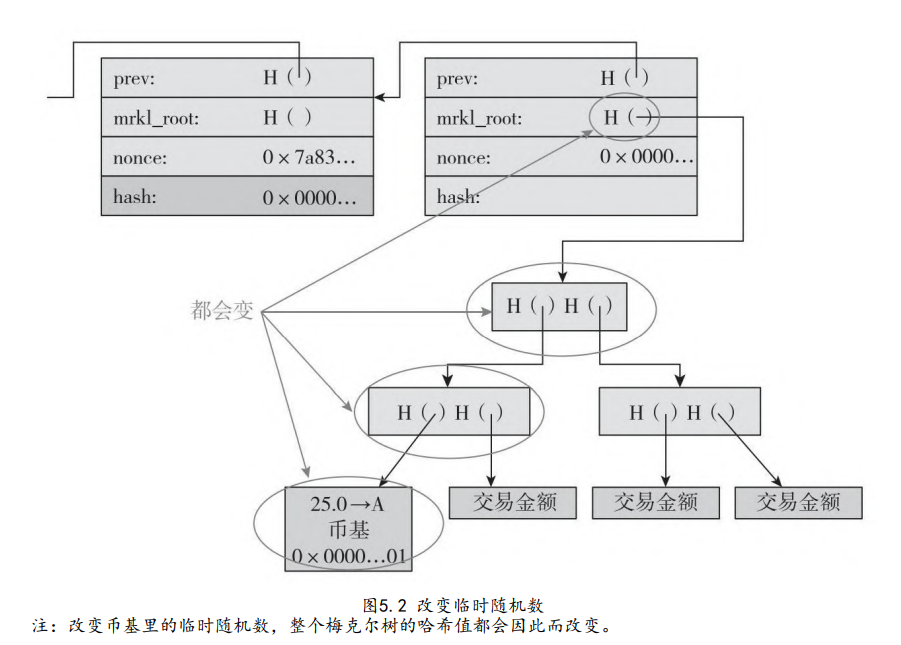 prev: H ( )
mrkl_root: H ( )
nonce: 0×7a83…
hash: 0×0000…
prev: H ( )
mrkl_root: H ( )
nonce: 0×0000…
hash:
都会变
H ( ) H ( )
H ( ) H ( )
H ( ) H ( )
25.0→A
币基
0×0000…01
交易金额
交易金额
交易金额
图5.2 改变临时随机数
注：改变币基里的临时随机数，整个梅克尔树的哈希值都会因此而改变。